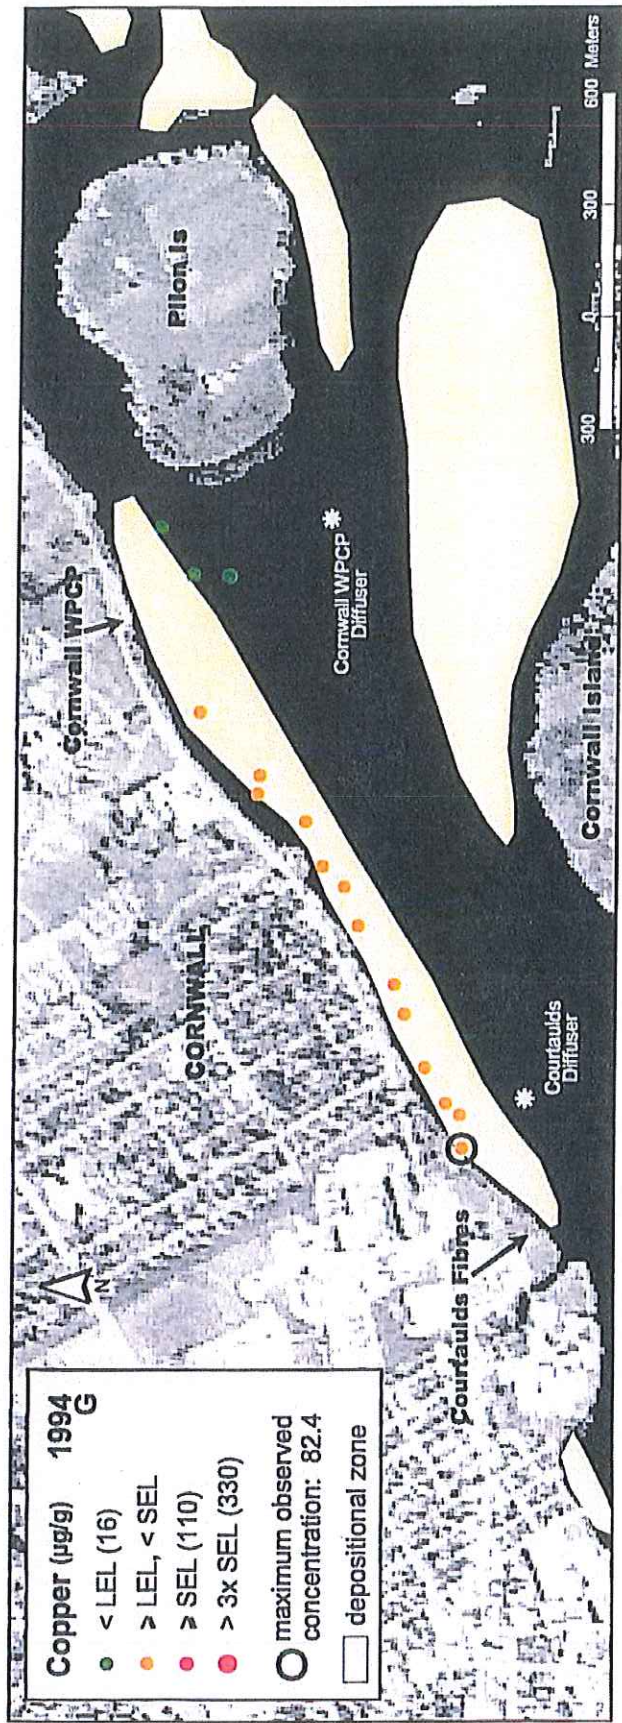 Copper (µg/g) 1994
G
< LEL (16)
⩾ LEL, < SEL
⩾ SEL (110)
> 3x SEL (330)
maximum observed
concentration: 82.4
depositional zone
N
Courtaulds Fibres
Courtaulds
Diffuser
CORNWALL
Cornwall WPCP
Cornwall WPCP
Diffuser
Cornwall Island
Pilon Is
300 0 300 600 Meters